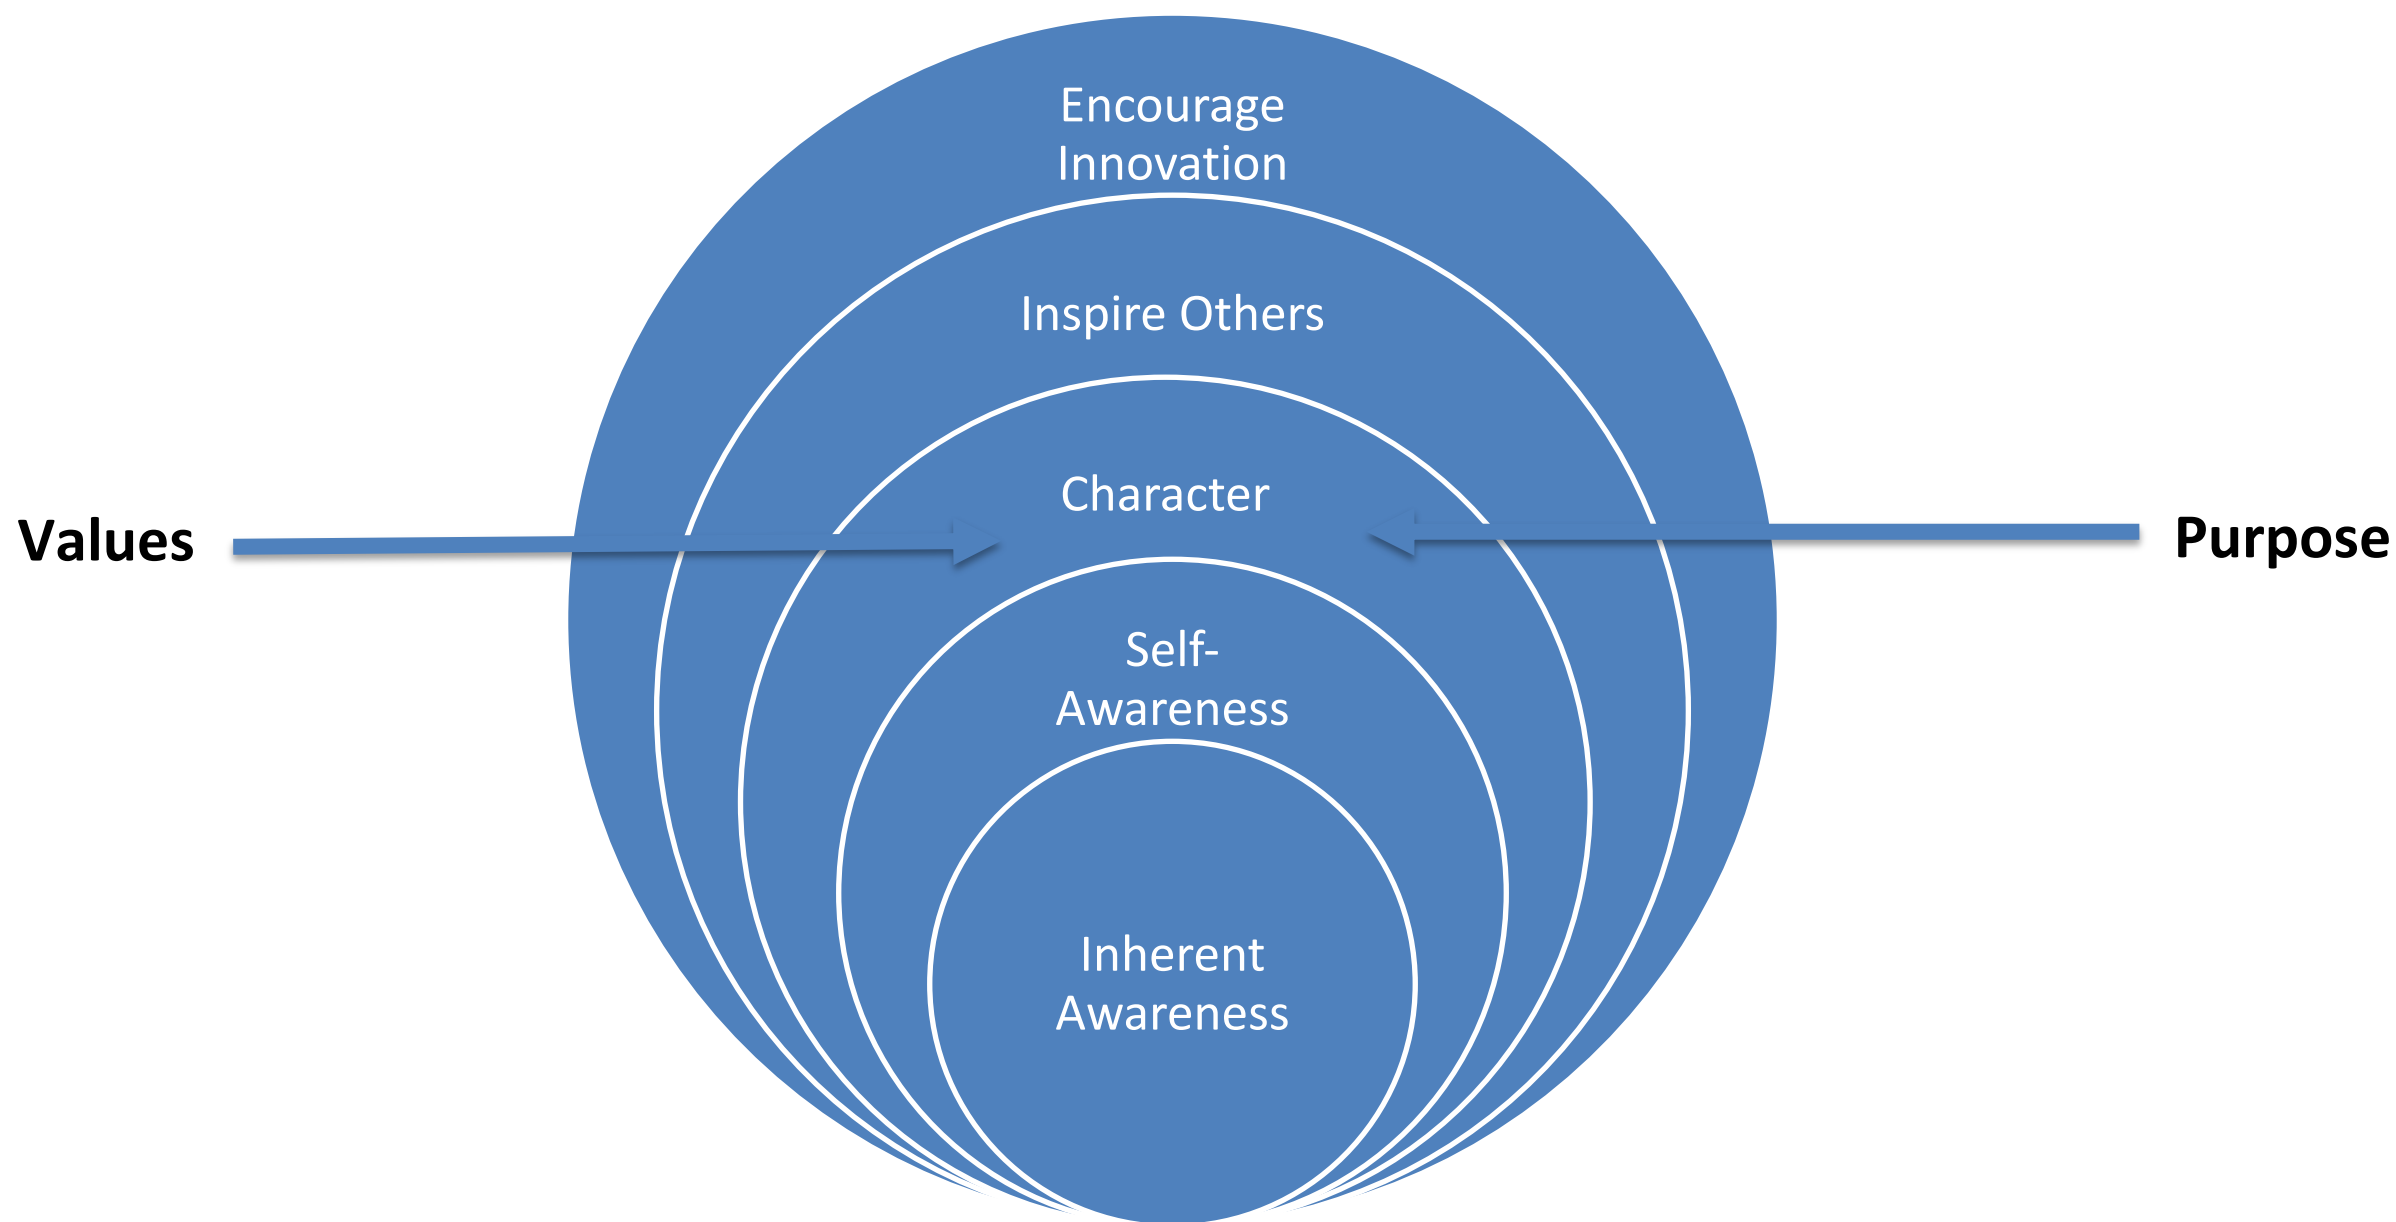 Encourage
Innovation
Inspire Others
Character
Values
Purpose
Self-
Awareness
Inherent
Awareness